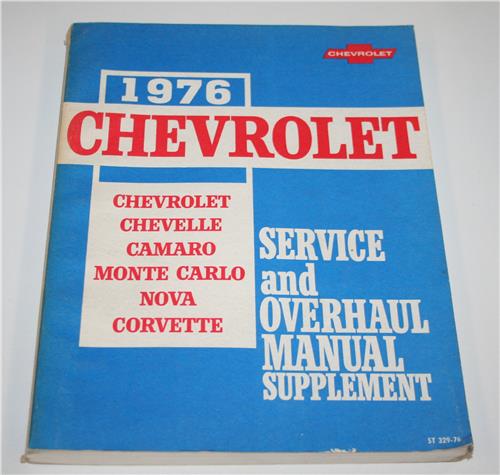 CHEVROLET
1976
CHEVROLET
CHEVROLET
CHEVELLE
CAMARO
MONTE CARLO
NOVA
CORVETTE
SERVICE
and
OVERHAUL
MANUAL
SUPPLEMENT
ST 329-76